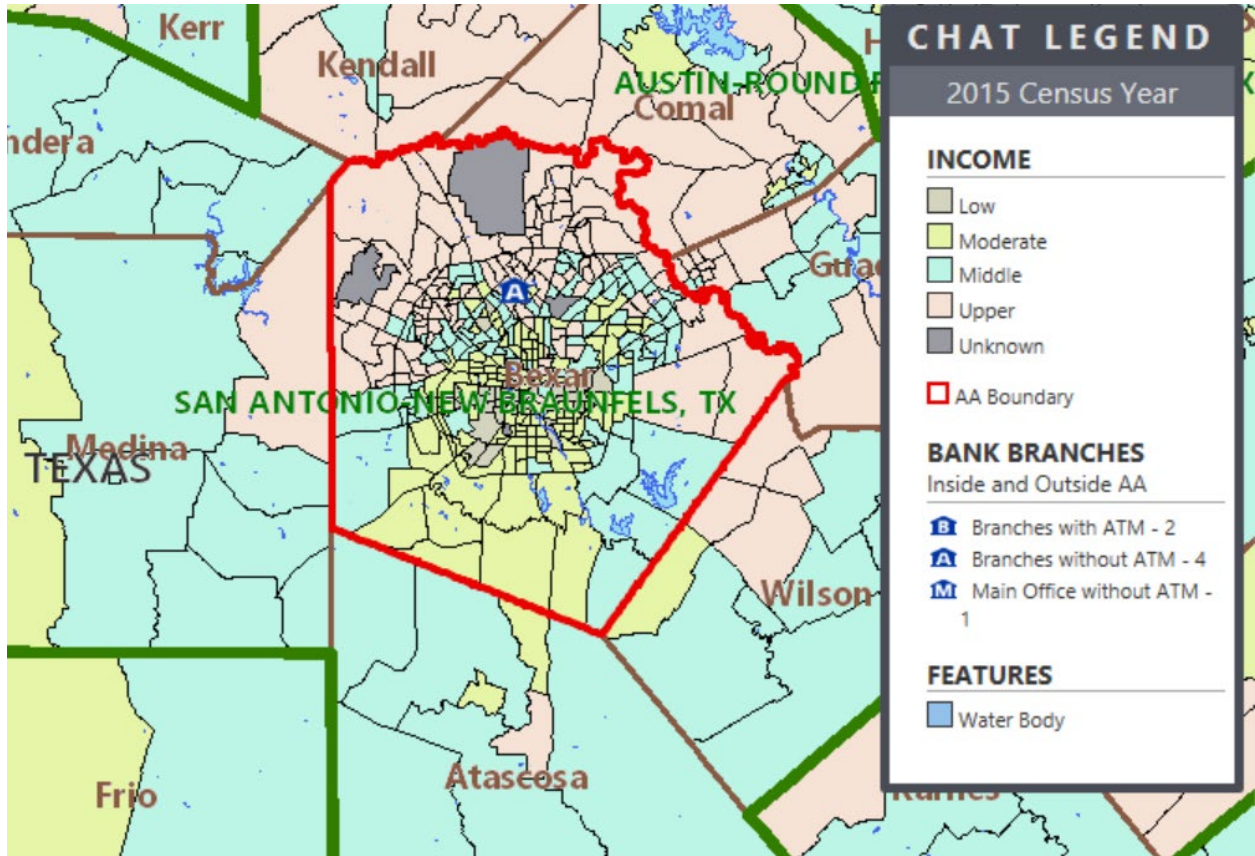 Kerr
Kendall
AUSTIN-ROUND
Comal
ndera
Bexar
SAN ANTONIO-NEW BRAUNFELS, TX
Medina
TEXAS
Wilson
Atascosa
Frio
A
CHAT LEGEND
2015 Census Year
INCOME
Low
Moderate
Middle
Upper
Unknown
AA Boundary
BANK BRANCHES
Inside and Outside AA
B Branches with ATM - 2
A Branches without ATM - 4
M Main Office without ATM -
1
FEATURES
Water Body